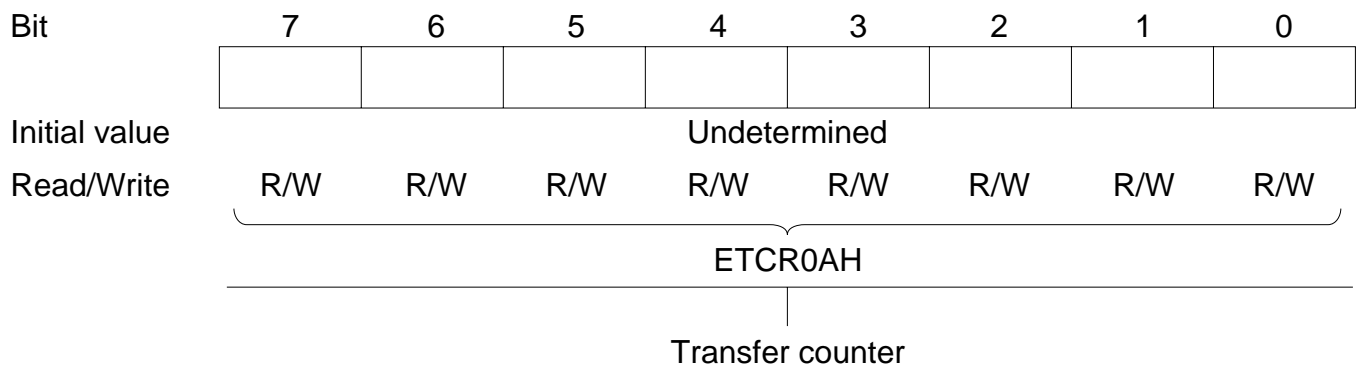 Bit 7 6 5 4 3 2 1 0
Initial value Undetermined
Read/Write R/W R/W R/W R/W R/W R/W R/W R/W
ETCR0AH
Transfer counter